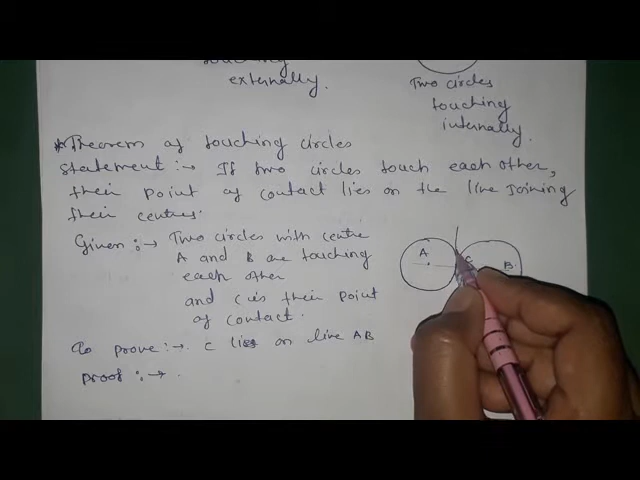 touching
externally.
Two circles
touching
internally.
* Theorem of touching circles
Statement :→ If two circles touch each other,
their point of contact lies on the line joining
their centres.
Given :→ Two circles with centre
A and B are touching
each other
and C is their point
of contact.
To prove :→ C lies on line AB
Proof :→
A
C
B